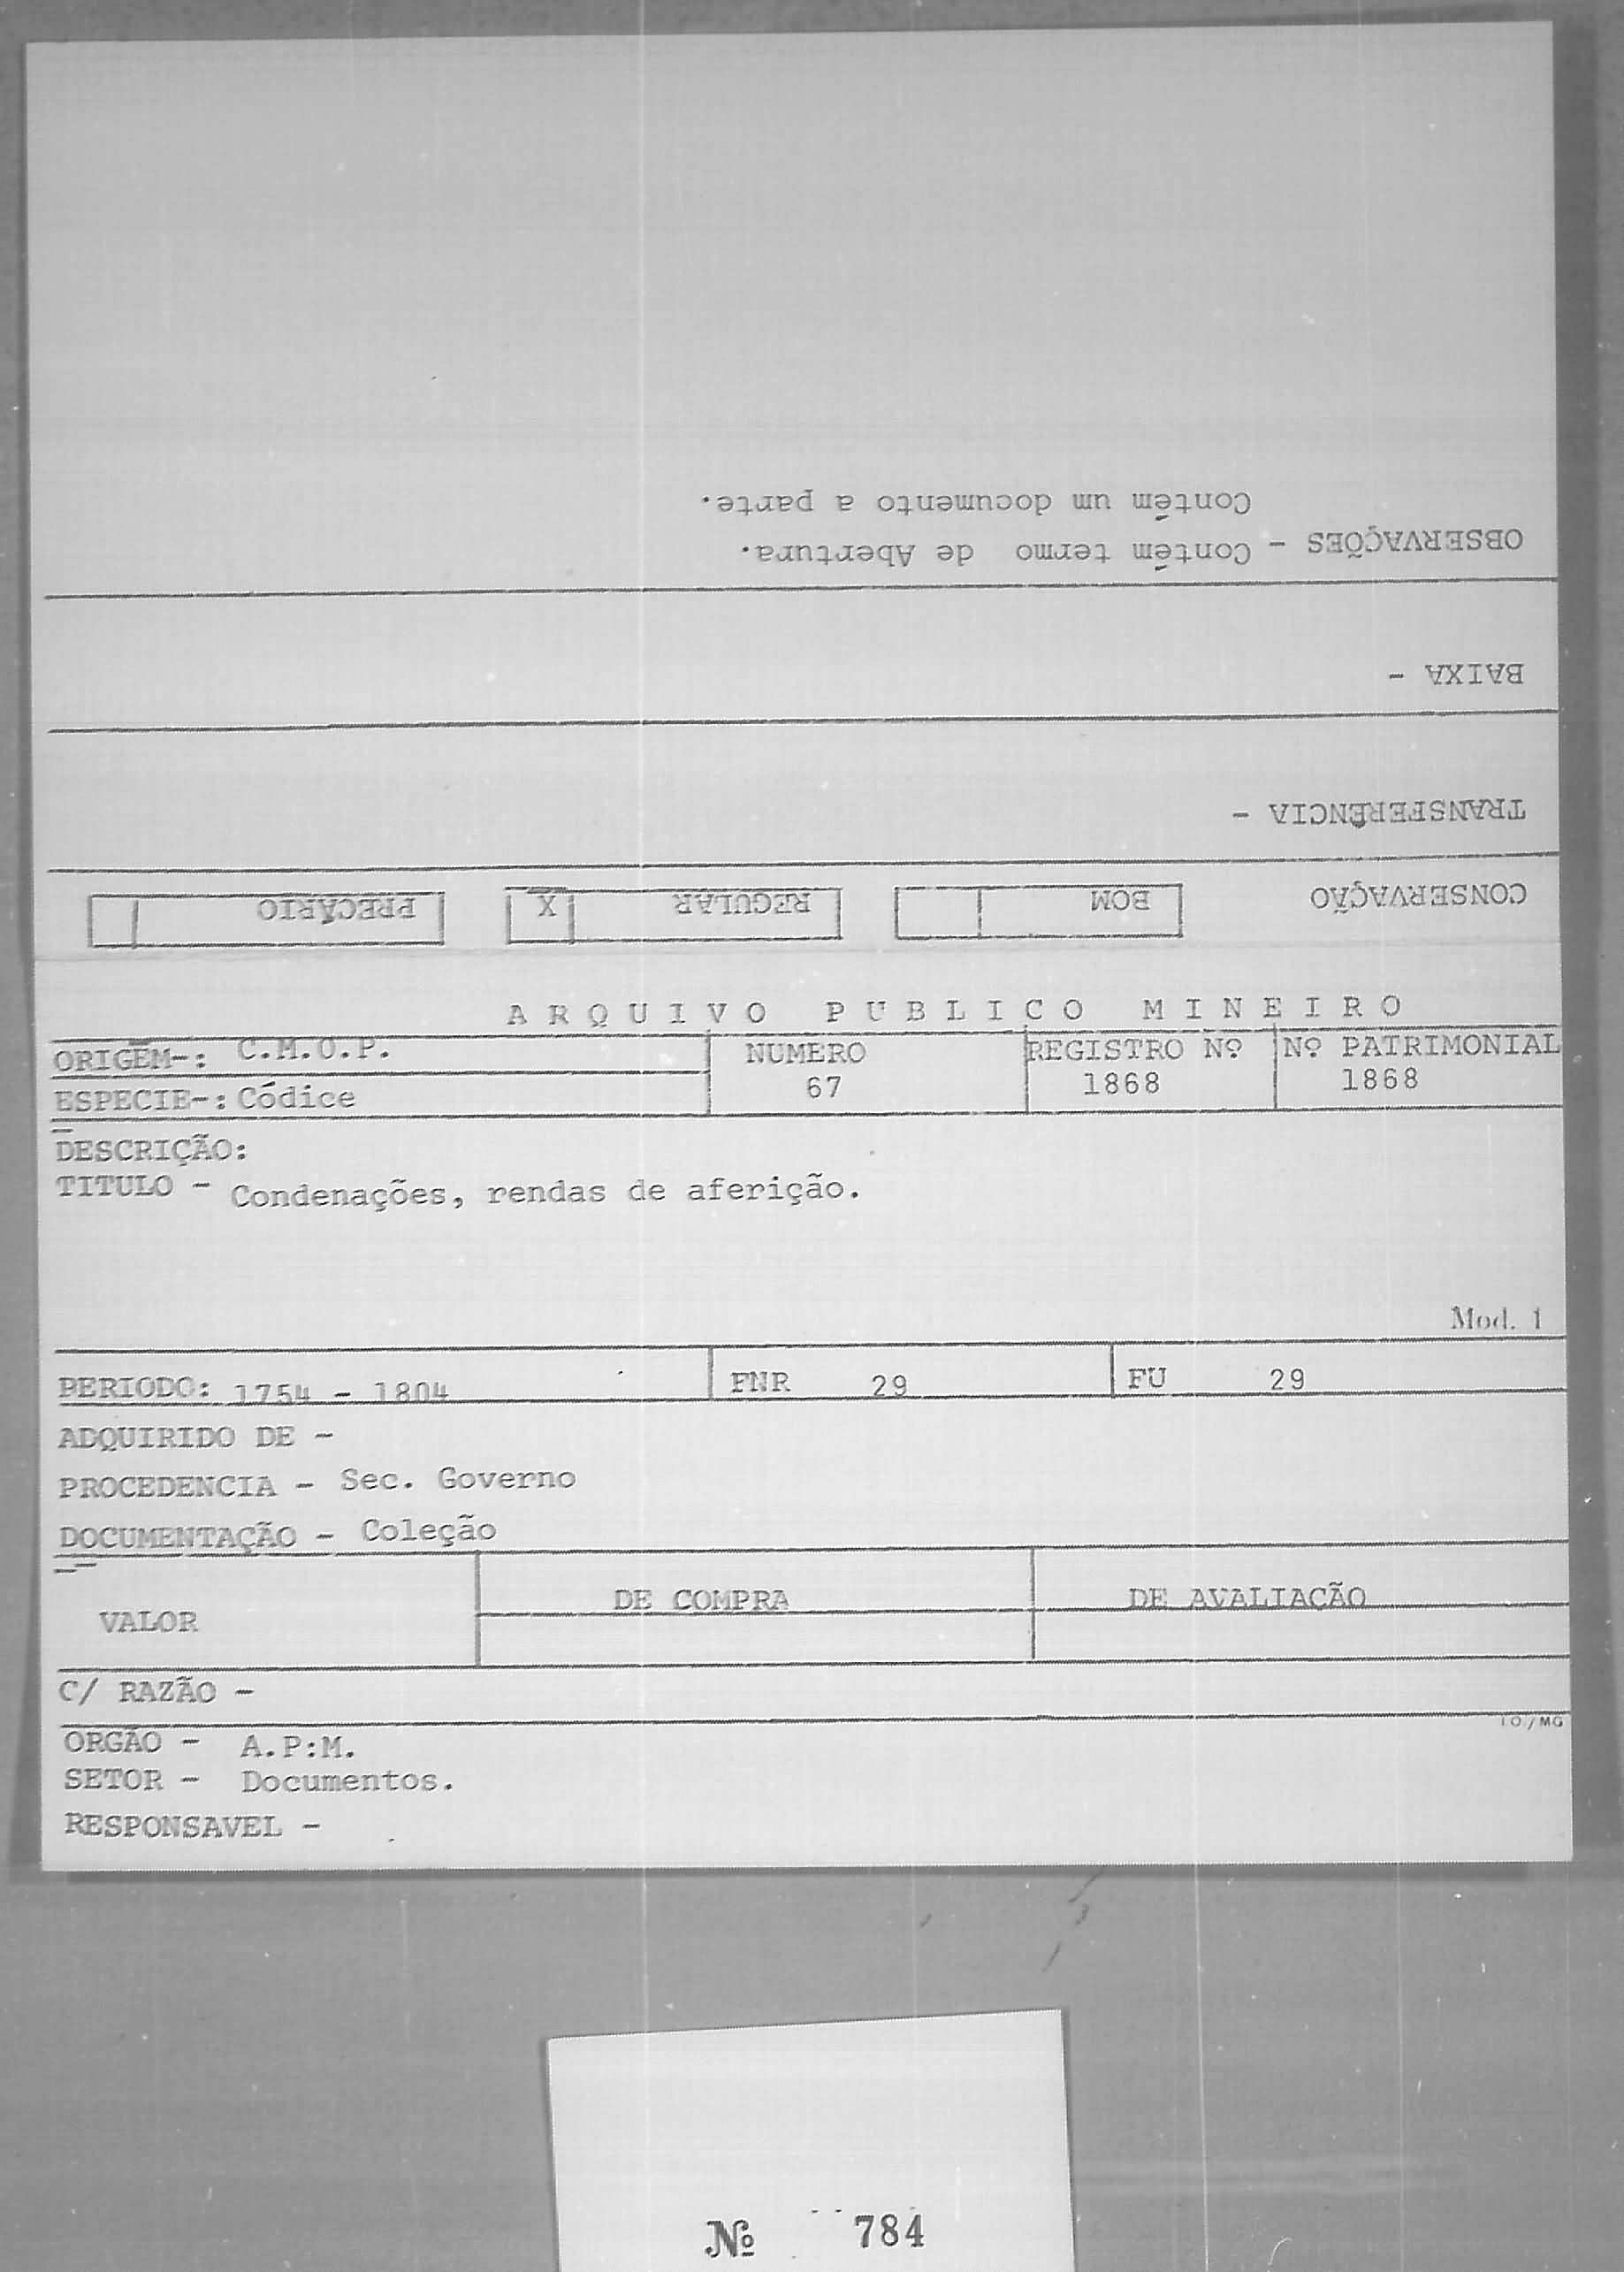 CONSERVAÇÃO BOM REGULAR X PRECÁRIO
TRANSFERÊNCIA -
BAIXA -
OBSERVAÇÕES - Contém termo de Abertura.
Contém um documento a parte.
ARQUIVO PUBLICO MINEIRO
ORIGEM-: C.M.O.P. NUMERO REGISTRO Nº Nº PATRIMONIAL
ESPECIE-: Códice 67 1868 1868
DESCRIÇÃO:
TITULO - Condenações, rendas de aferição.
Mod. 1
PERIODO: 1754 - 1804 FNR 29 FU 29
ADQUIRIDO DE -
PROCEDENCIA - Sec. Governo
DOCUMENTAÇÃO - Coleção
VALOR DE COMPRA DE AVALIAÇÃO
C/ RAZÃO -
I O / MG
ORGÃO - A.P:M.
SETOR - Documentos.
RESPONSAVEL -
Nº 784